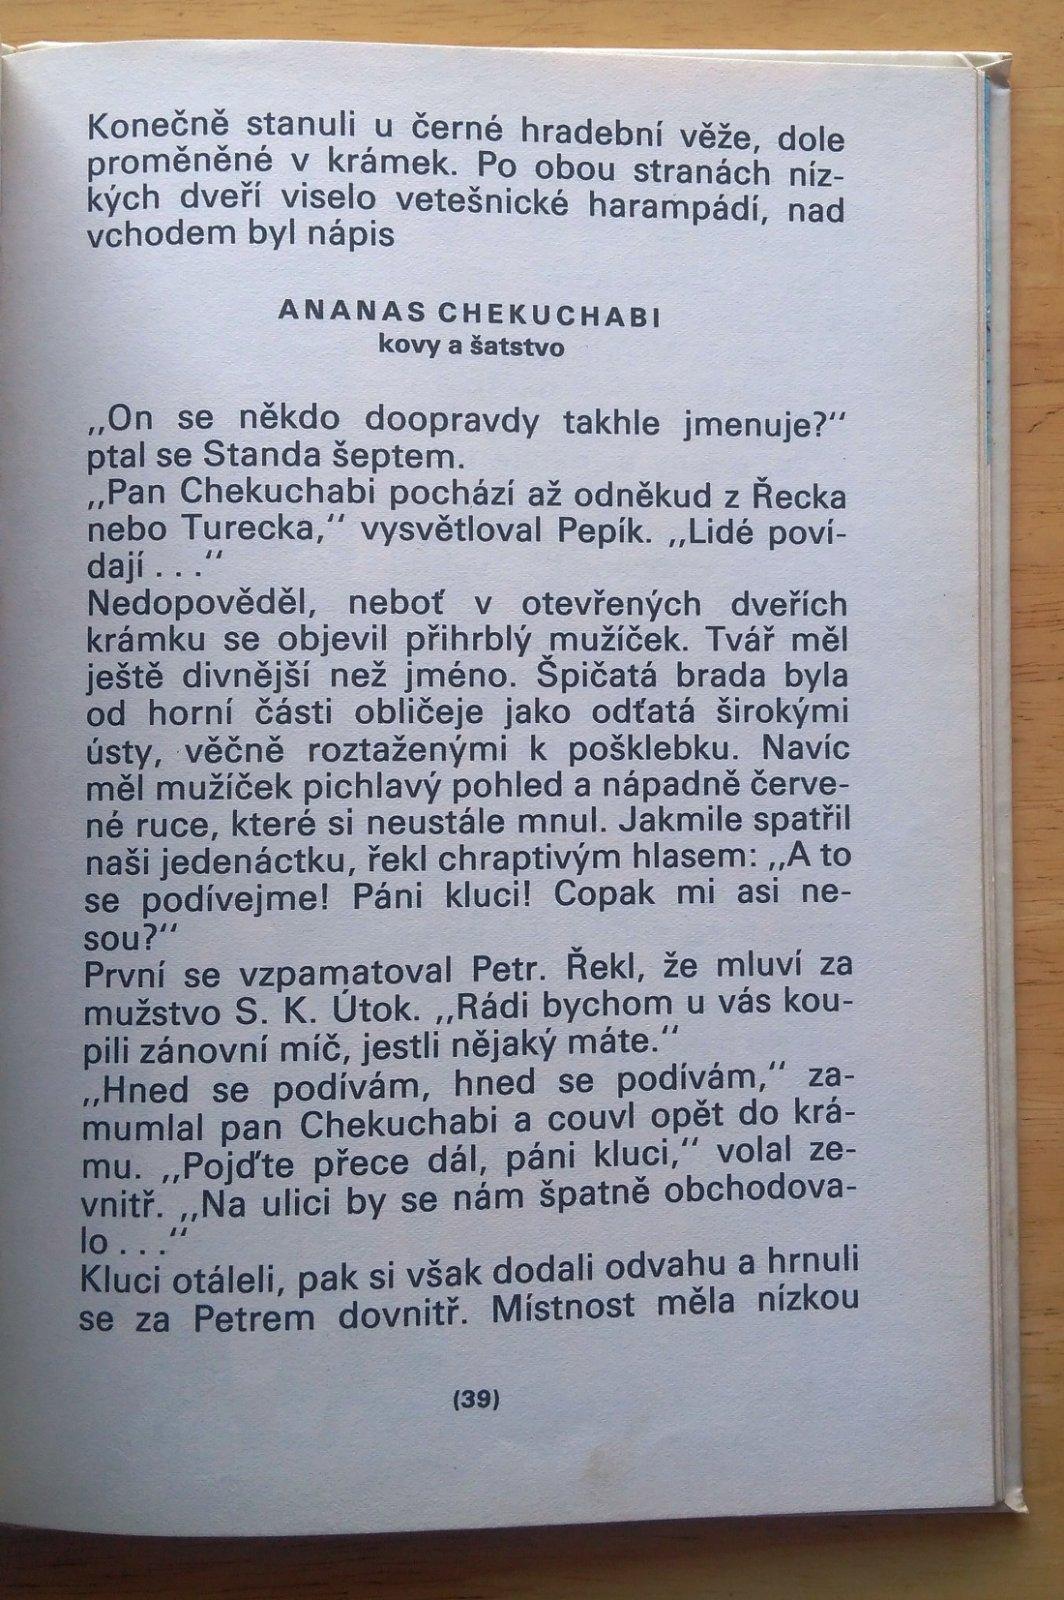 Konečně stanuli u černé hradební věže, dole
proměněné v krámek. Po obou stranách níz-
kých dveří viselo vetešnické harampádí, nad
vchodem byl nápis
ANANAS CHEKUCHABI
kovy a šatstvo
„On se někdo doopravdy takhle jmenuje?“
ptal se Standa šeptem.
„Pan Chekuchabi pochází až odněkud z Řecka
nebo Turecka,“ vysvětloval Pepík. „Lidé poví-
dají . . .“
Nedopověděl, neboť v otevřených dveřích
krámku se objevil přihrblý mužíček. Tvář měl
ještě divnější než jméno. Špičatá brada byla
od horní části obličeje jako odťatá širokými
ústy, věčně roztaženými k pošklebku. Navíc
měl mužíček pichlavý pohled a nápadně červe-
né ruce, které si neustále mnul. Jakmile spatřil
naši jedenáctku, řekl chraptivým hlasem: „A to
se podívejme! Páni kluci! Copak mi asi ne-
sou?“
První se vzpamatoval Petr. Řekl, že mluví za
mužstvo S. K. Útok. „Rádi bychom u vás kou-
pili zánovní míč, jestli nějaký máte.“
„Hned se podívám, hned se podívám,“ za-
mumlal pan Chekuchabi a couvl opět do krá-
mu. „Pojďte přece dál, páni kluci,“ volal ze-
vnitř. „Na ulici by se nám špatně obchodova-
lo . . .“
Kluci otáleli, pak si však dodali odvahu a hrnuli
se za Petrem dovnitř. Místnost měla nízkou
(39)